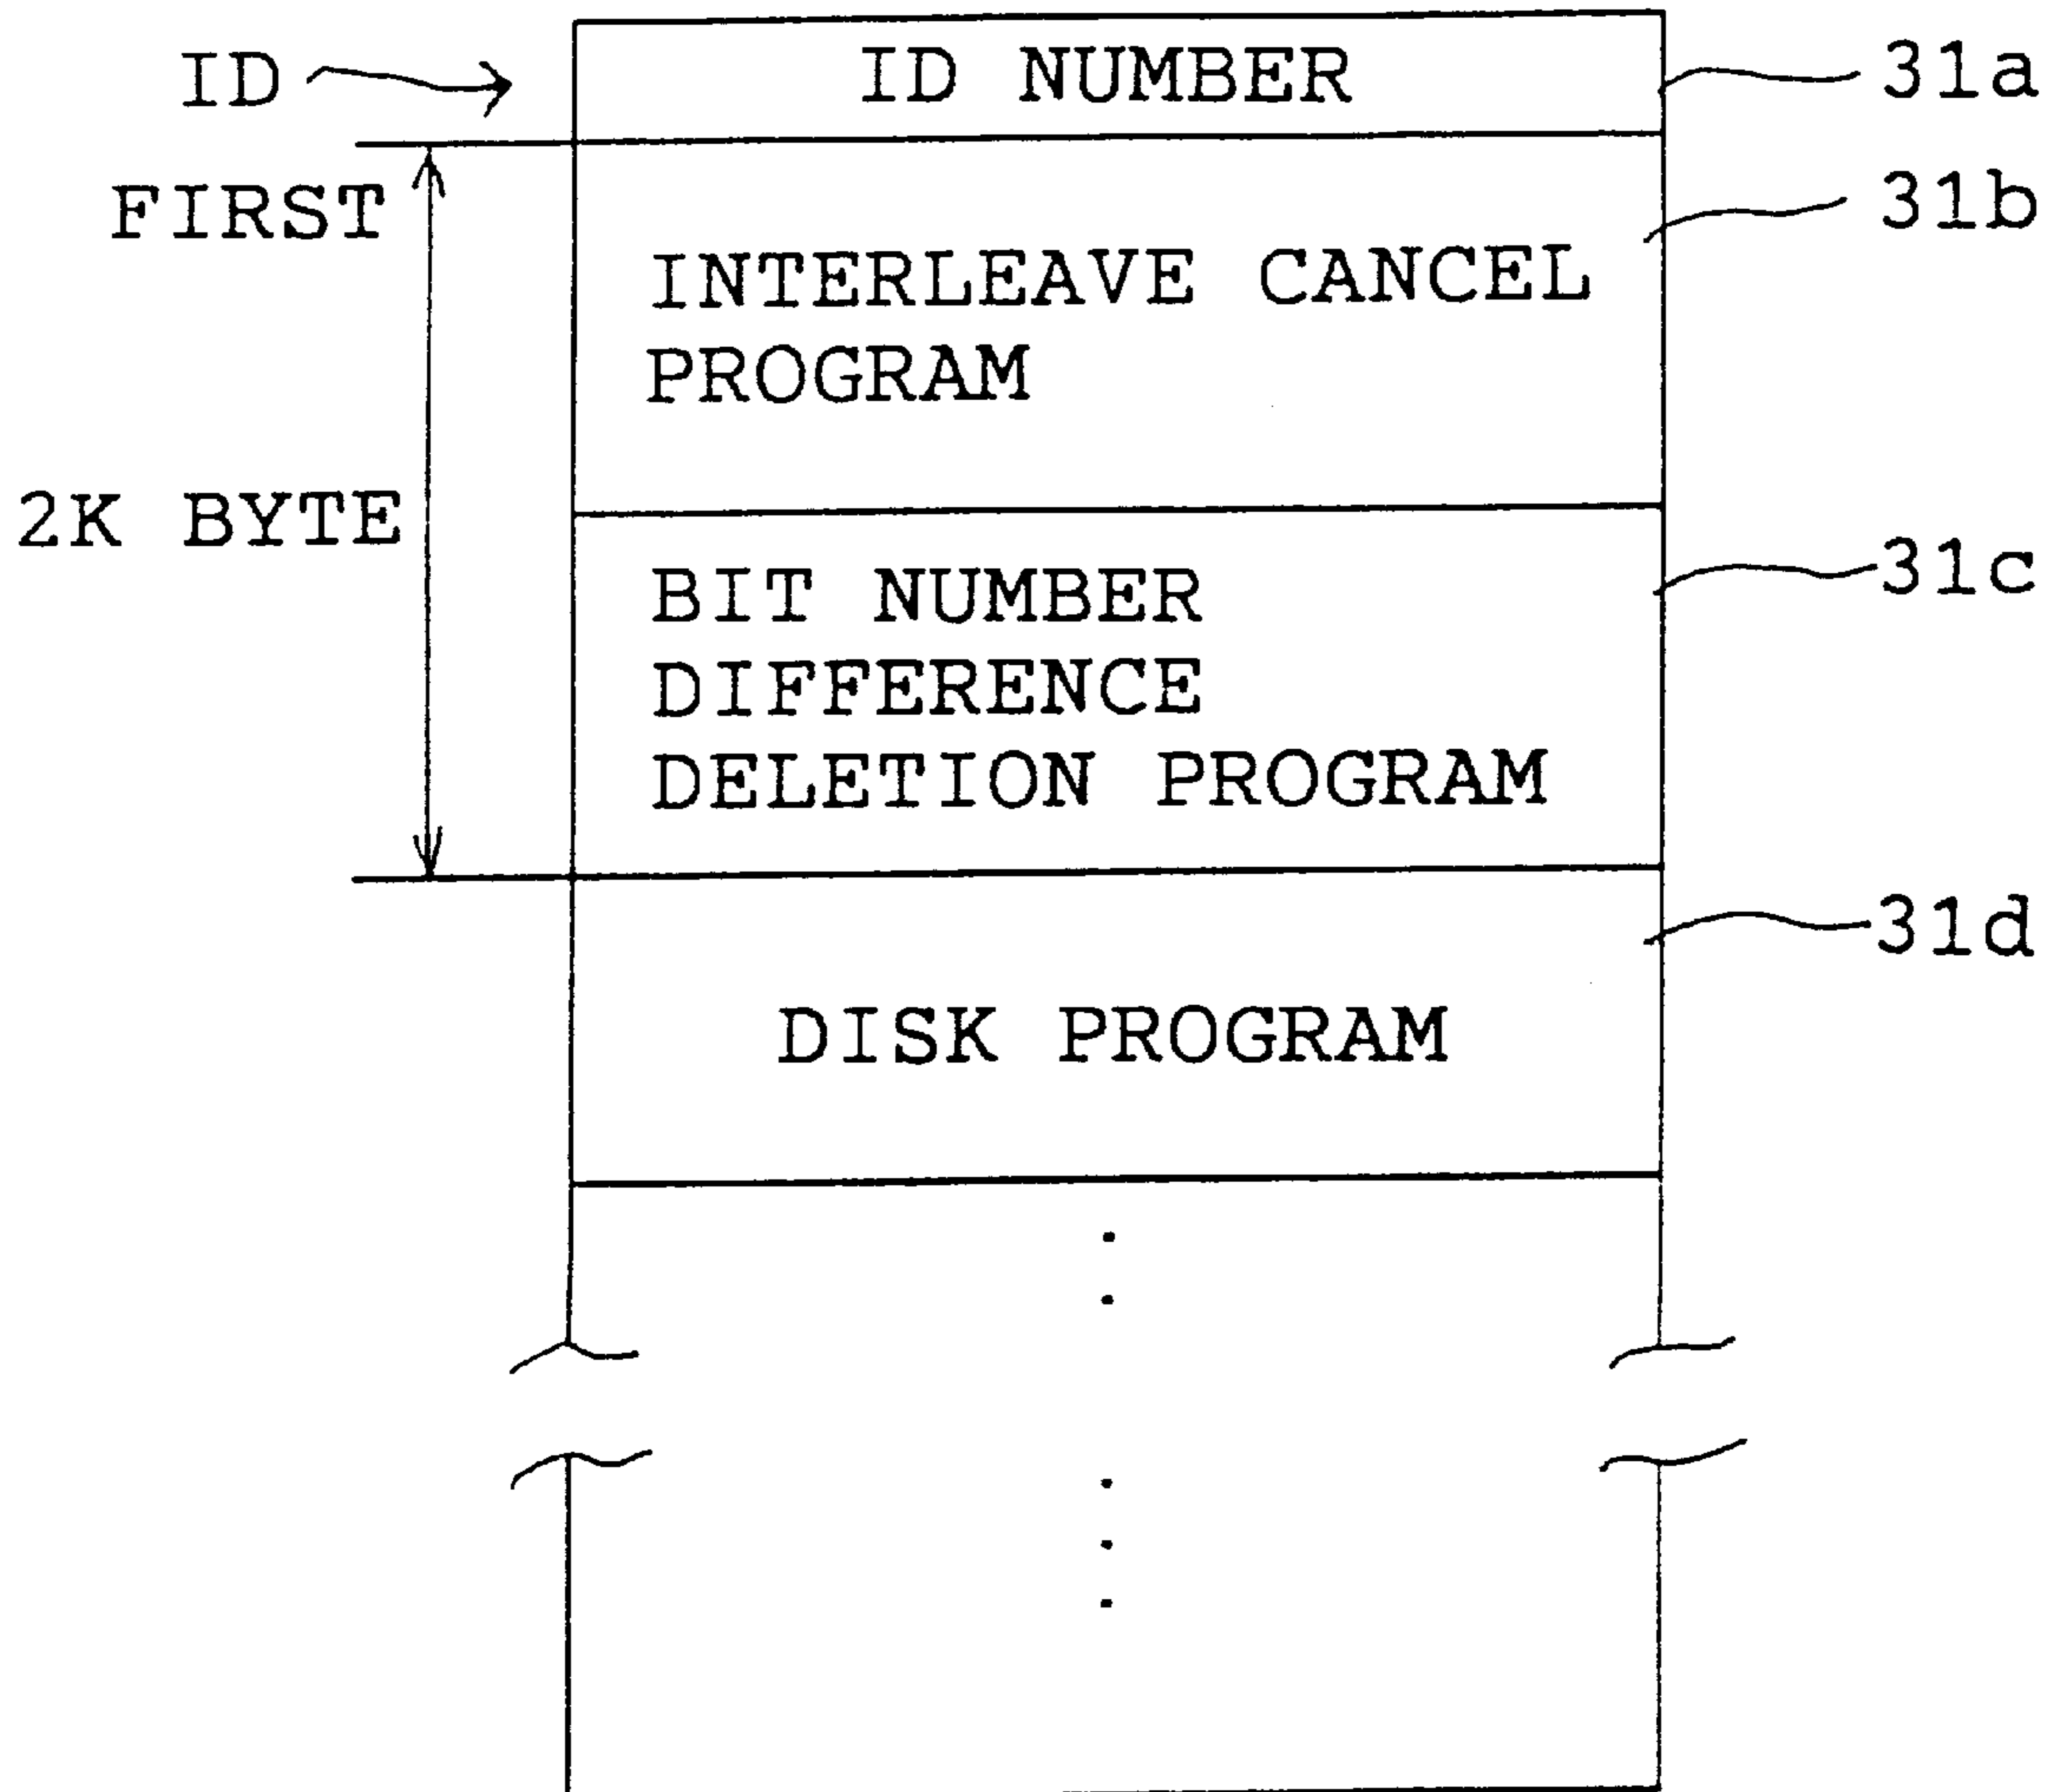 ID
ID NUMBER
31a
FIRST
31b
INTERLEAVE CANCEL
PROGRAM
2K BYTE
BIT NUMBER
31c
DIFFERENCE
DELETION PROGRAM
31d
DISK PROGRAM